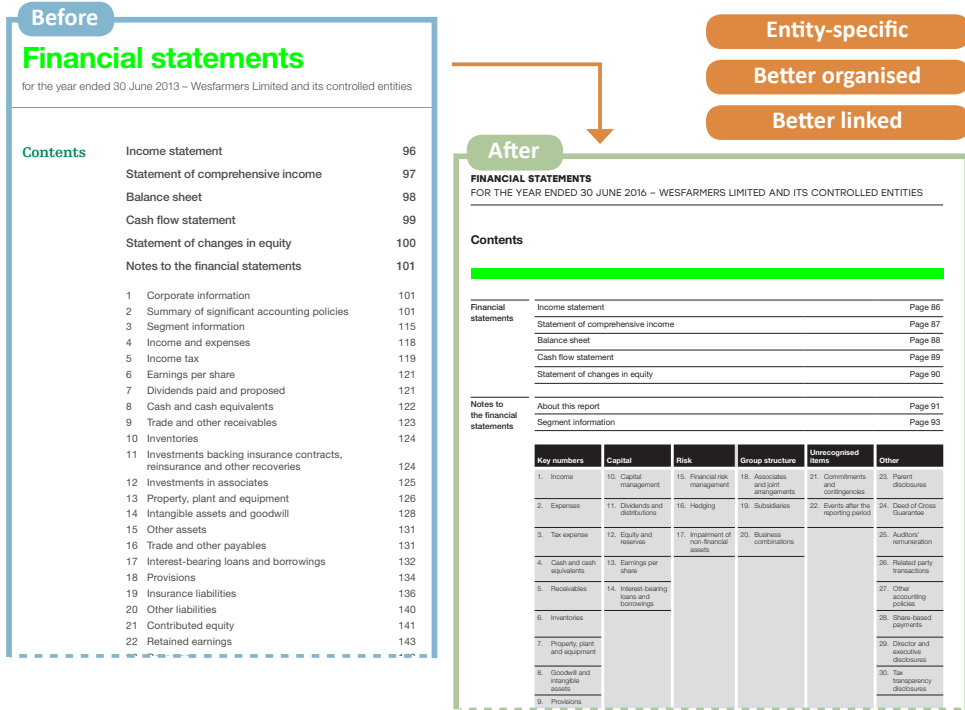 Before
Financial statements
for the year ended 30 June 2013 – Wesfarmers Limited and its controlled entities
Contents
Income statement 96
Statement of comprehensive income 97
Balance sheet 98
Cash flow statement 99
Statement of changes in equity 100
Notes to the financial statements 101
1 Corporate information 101
2 Summary of significant accounting policies 101
3 Segment information 115
4 Income and expenses 118
5 Income tax 119
6 Earnings per share 121
7 Dividends paid and proposed 121
8 Cash and cash equivalents 122
9 Trade and other receivables 123
10 Inventories 124
11 Investments backing insurance contracts,
reinsurance and other recoveries 124
12 Investments in associates 125
13 Property, plant and equipment 126
14 Intangible assets and goodwill 128
15 Other assets 131
16 Trade and other payables 131
17 Interest-bearing loans and borrowings 132
18 Provisions 134
19 Insurance liabilities 136
20 Other liabilities 140
21 Contributed equity 141
22 Retained earnings 143
Entity-specific
Better organised
Better linked
After
FINANCIAL STATEMENTS
FOR THE YEAR ENDED 30 JUNE 2016 – WESFARMERS LIMITED AND ITS CONTROLLED ENTITIES
Contents
Financial
statements
Income statement Page 86
Statement of comprehensive income Page 87
Balance sheet Page 88
Cash flow statement Page 89
Statement of changes in equity Page 90
Notes to
the financial
statements
About this report Page 91
Segment information Page 93
Key numbers
1. Income
2. Expenses
3. Tax expense
4. Cash and cash
equivalents
5. Receivables
6. Inventories
7. Property, plant
and equipment
8. Goodwill and
intangible
assets
9. Provisions
Capital
10. Capital
management
11. Dividends and
distributions
12. Equity and
reserves
13. Earnings per
share
14. Interest-bearing
loans and
borrowings
Risk
15. Financial risk
management
16. Hedging
17. Impairment of
non-financial
assets
Group structure
18. Associates
and joint
arrangements
19. Subsidiaries
20. Business
combinations
Unrecognised
items
21. Commitments
and
contingencies
22. Events after the
reporting period
Other
23. Parent
disclosures
24. Deed of Cross
Guarantee
25. Auditors'
remuneration
26. Related party
transactions
27. Other
accounting
policies
28. Share-based
payments
29. Director and
executive
disclosures
30. Tax
transparency
disclosures